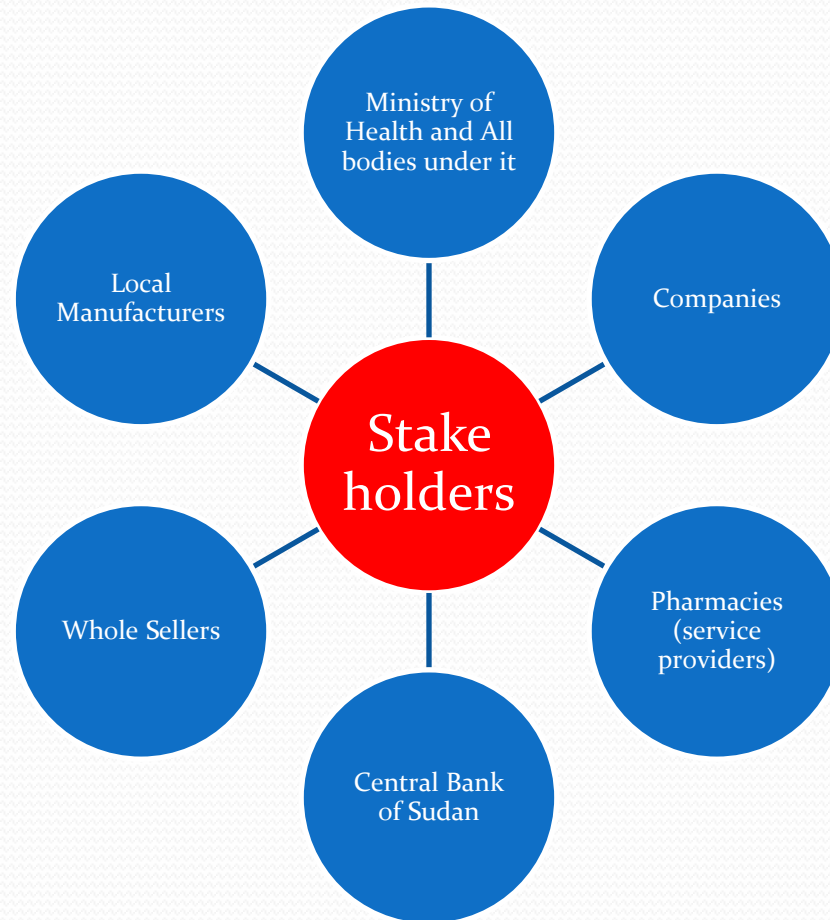 Ministry of
Health and All
bodies under it
Local
Manufacturers
Companies
Stake
holders
Whole Sellers
Pharmacies
(service
providers)
Central Bank
of Sudan